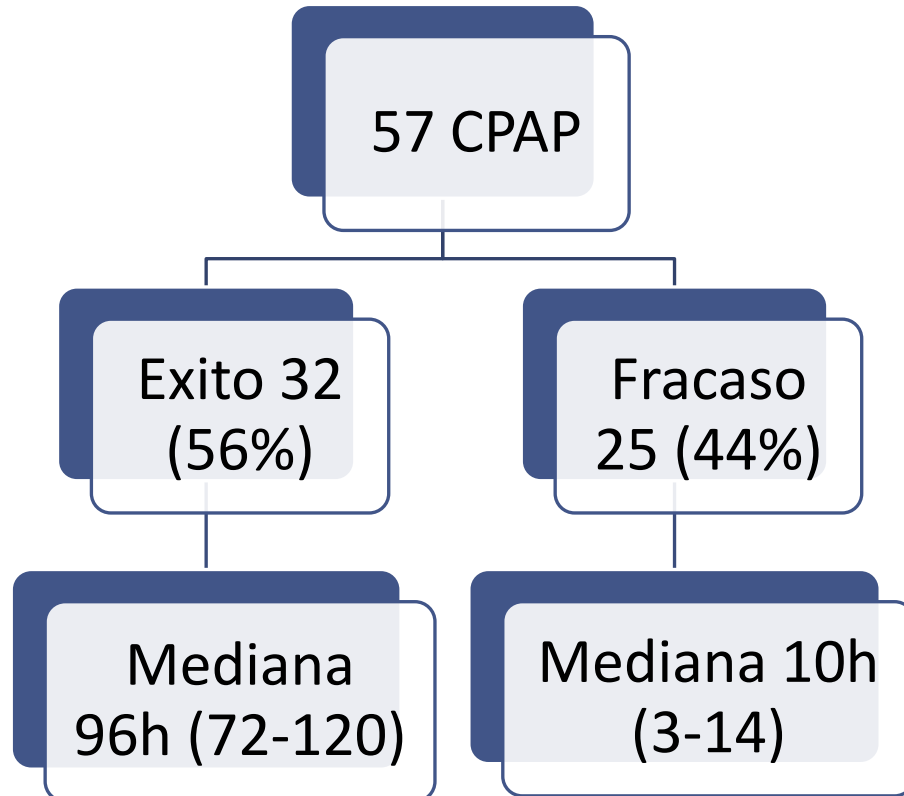 57 CPAP
Exito 32
(56%)
Fracaso
25 (44%)
Mediana
96h (72-120)
Mediana 10h
(3-14)